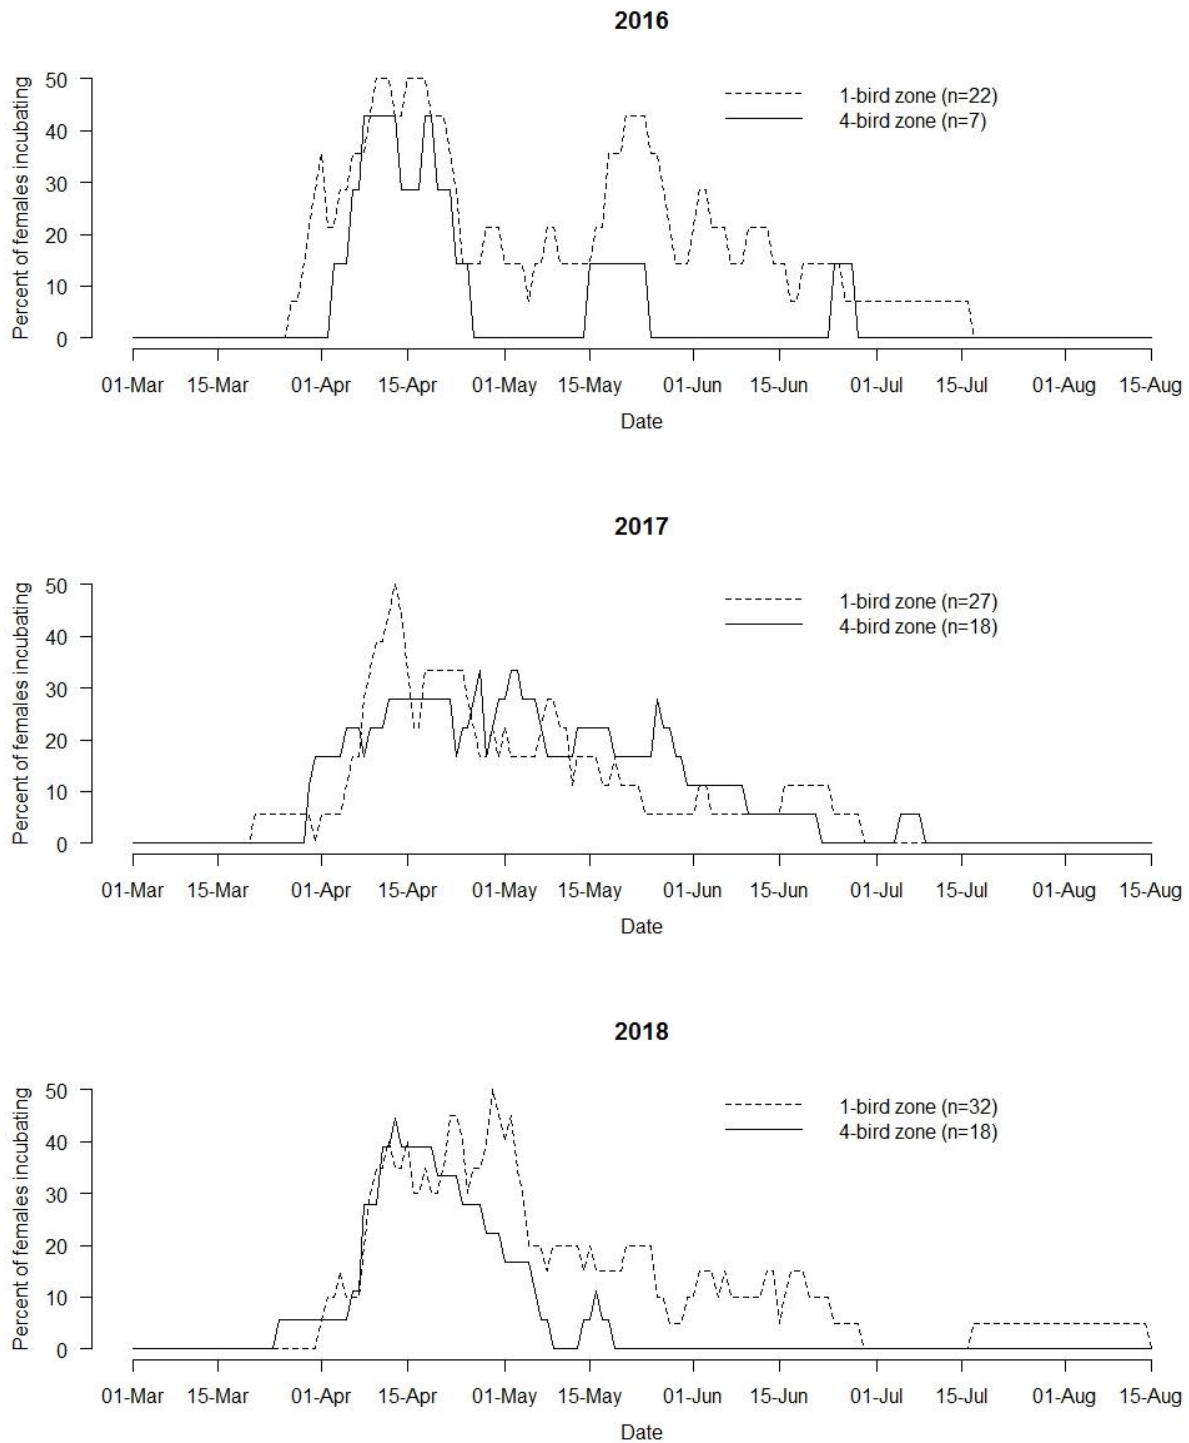 2016
Percent of females incubating
50
40
30
20
10
0
1-bird zone (n=22)
4-bird zone (n=7)
01-Mar 15-Mar 01-Apr 15-Apr 01-May 15-May 01-Jun 15-Jun 01-Jul 15-Jul 01-Aug 15-Aug
Date
2017
Percent of females incubating
50
40
30
20
10
0
1-bird zone (n=27)
4-bird zone (n=18)
01-Mar 15-Mar 01-Apr 15-Apr 01-May 15-May 01-Jun 15-Jun 01-Jul 15-Jul 01-Aug 15-Aug
Date
2018
Percent of females incubating
50
40
30
20
10
0
1-bird zone (n=32)
4-bird zone (n=18)
01-Mar 15-Mar 01-Apr 15-Apr 01-May 15-May 01-Jun 15-Jun 01-Jul 15-Jul 01-Aug 15-Aug
Date